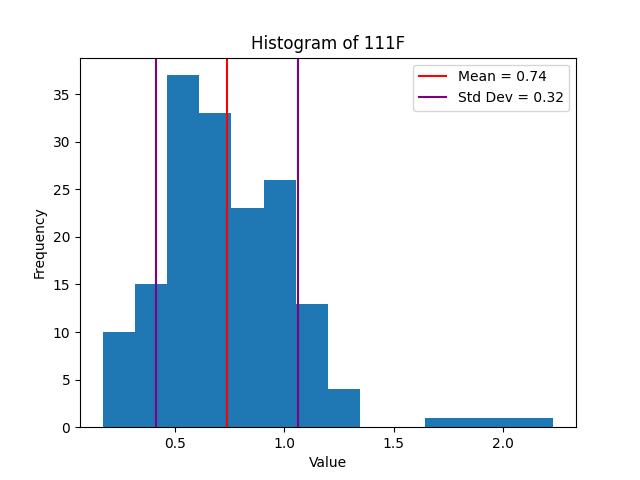 Histogram of 111F
Mean = 0.74
Std Dev = 0.32
Frequency
35
30
25
20
15
10
5
0
0.5 1.0 1.5 2.0
Value